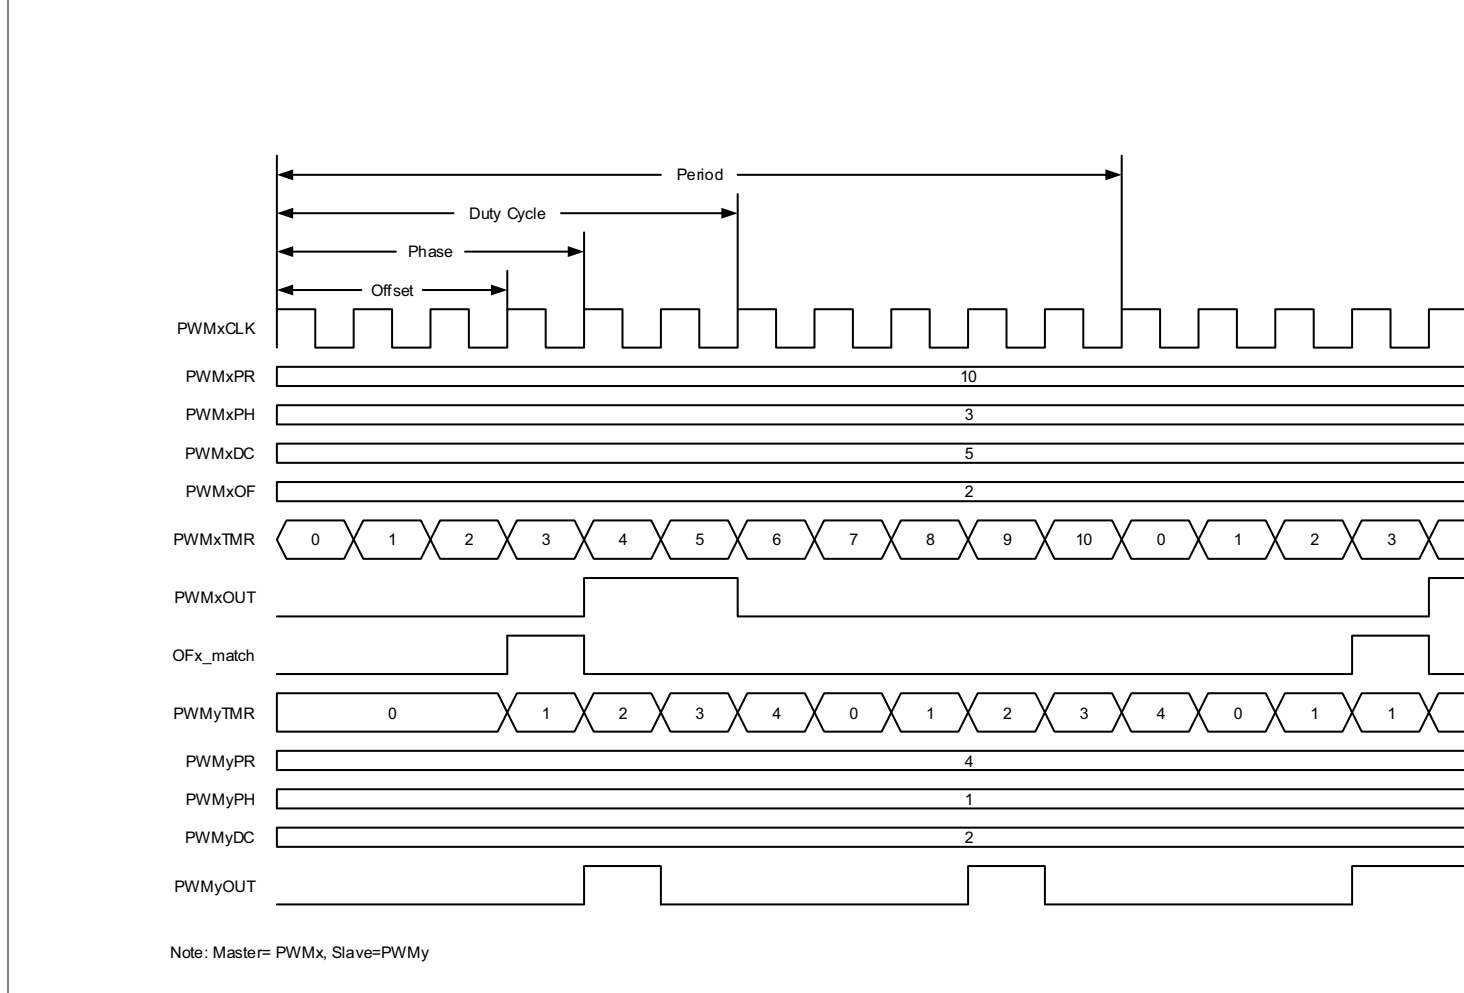 Period
Duty Cycle
Phase
Offset
PWMxCLK
PWMxPR 10
PWMxPH 3
PWMxDC 5
PWMxOF 2
PWMxTMR 0 1 2 3 4 5 6 7 8 9 10 0 1 2 3
PWMxOUT
OFx_match
PWMyTMR 0 1 2 3 4 0 1 2 3 4 0 1 1
PWMyPR 4
PWMyPH 1
PWMyDC 2
PWMyOUT
Note: Master= PWMx, Slave=PWMy